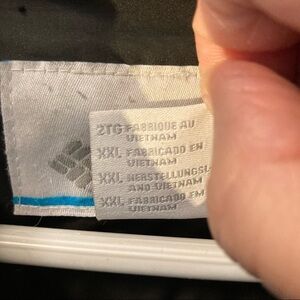 2TG FABRIQUE AU
VIETNAM
XXL FABRICADO EN
VIETNAM
XXL HERSTELLUNGSL
AND VIETNAM
XXL FABRICADO EM
VIETNAM